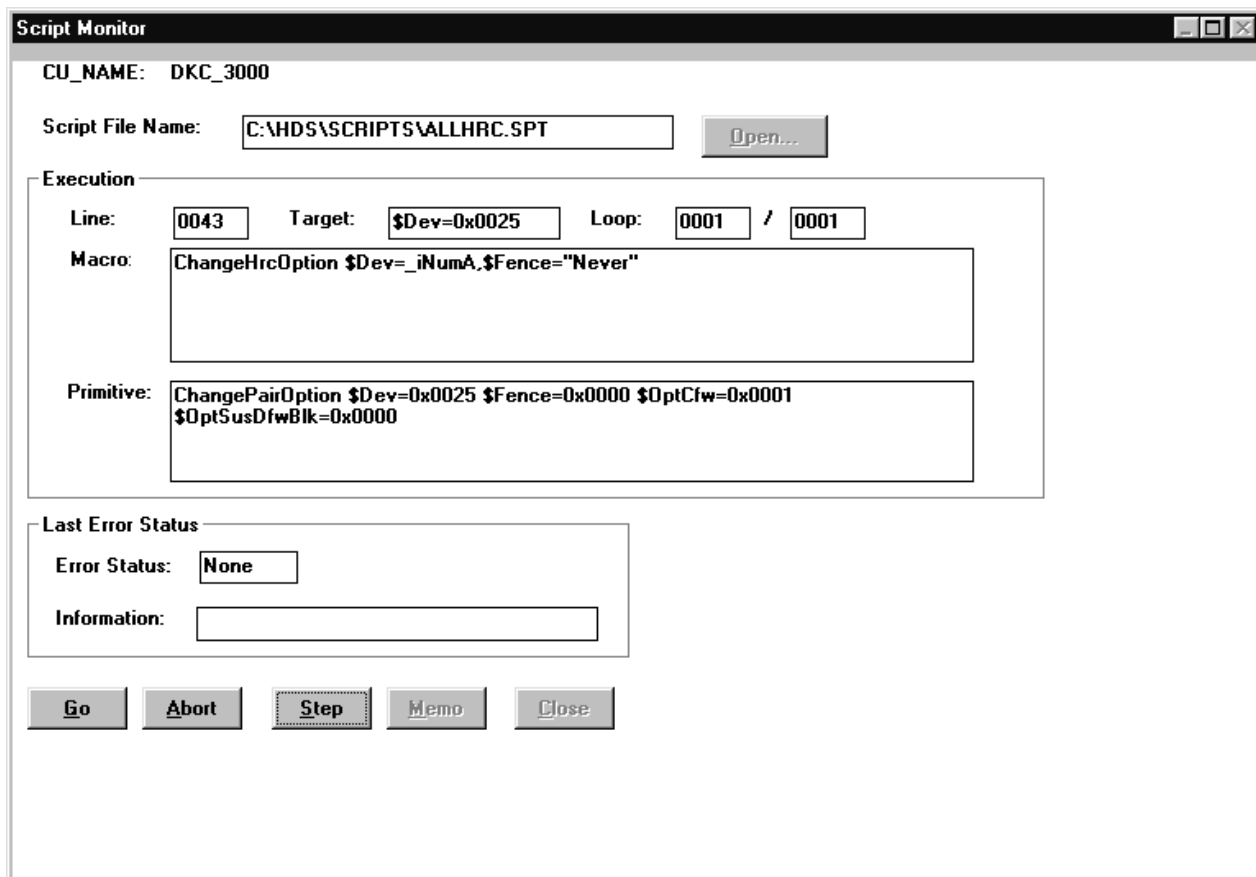 Script Monitor
CU_NAME: DKC_3000
Script File Name: C:\HDS\SCRIPTS\ALLHRC.SPT Open...
Execution
Line: 0043 Target: $Dev=0x0025 Loop: 0001 / 0001
Macro: ChangeHrcOption $Dev=_iNumA,$Fence="Never"
Primitive: ChangePairOption $Dev=0x0025 $Fence=0x0000 $OptCfw=0x0001
$OptSusDfwBlk=0x0000
Last Error Status
Error Status: None
Information:
Go Abort Step Memo Close